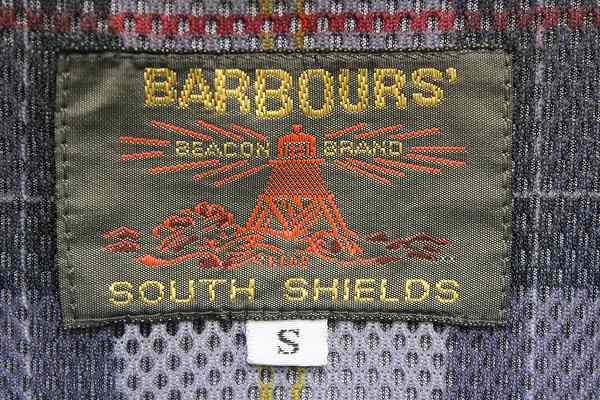 BARBOURS'
BEACON BRAND
SOUTH SHIELDS
S